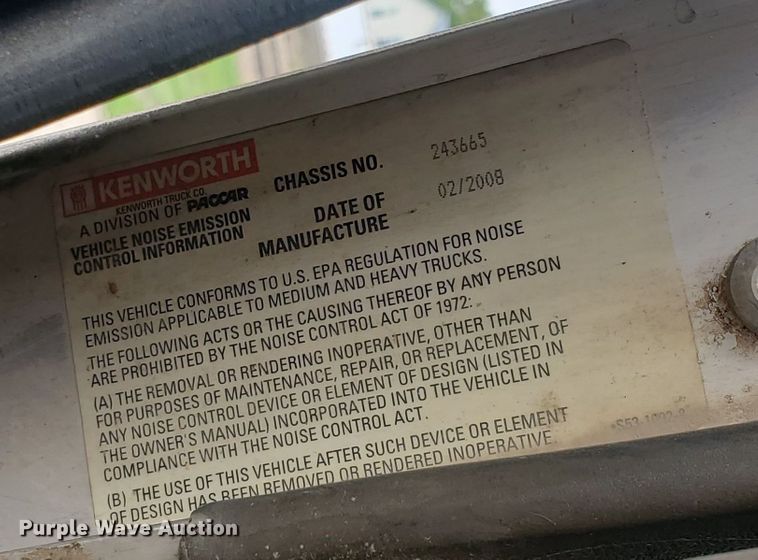 KENWORTH
KENWORTH TRUCK CO.
A DIVISION OF PACCAR
VEHICLE NOISE EMISSION
CONTROL INFORMATION
CHASSIS NO. 243665
DATE OF
MANUFACTURE 02/2008
THIS VEHICLE CONFORMS TO U.S. EPA REGULATION FOR NOISE
EMISSION APPLICABLE TO MEDIUM AND HEAVY TRUCKS.
THE FOLLOWING ACTS OR THE CAUSING THEREOF BY ANY PERSON
ARE PROHIBITED BY THE NOISE CONTROL ACT OF 1972:
(A) THE REMOVAL OR RENDERING INOPERATIVE, OTHER THAN
FOR PURPOSES OF MAINTENANCE, REPAIR, OR REPLACEMENT, OF
ANY NOISE CONTROL DEVICE OR ELEMENT OF DESIGN (LISTED IN
THE OWNER'S MANUAL) INCORPORATED INTO THE VEHICLE IN
COMPLIANCE WITH THE NOISE CONTROL ACT.
(B) THE USE OF THIS VEHICLE AFTER SUCH DEVICE OR ELEMENT
OF DESIGN HAS BEEN REMOVED OR RENDERED INOPERATIVE
Purple Wave Auction